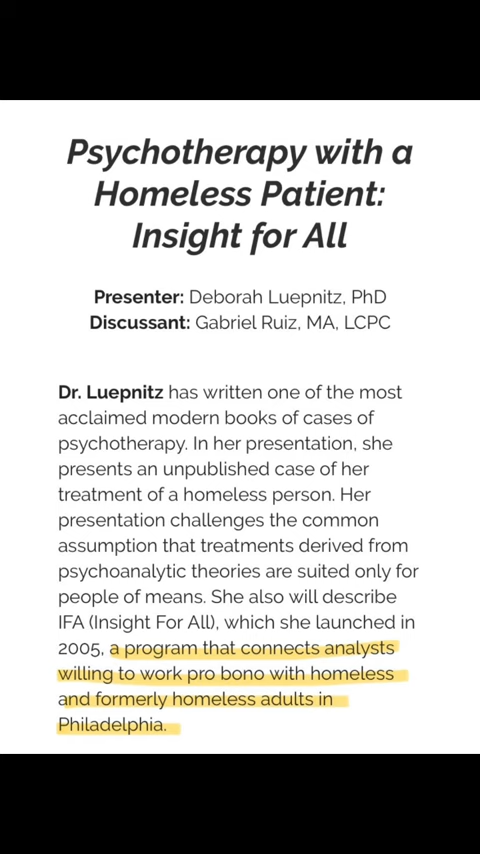 Psychotherapy with a
Homeless Patient:
Insight for All
Presenter: Deborah Luepnitz, PhD
Discussant: Gabriel Ruiz, MA, LCPC
Dr. Luepnitz has written one of the most
acclaimed modern books of cases of
psychotherapy. In her presentation, she
presents an unpublished case of her
treatment of a homeless person. Her
presentation challenges the common
assumption that treatments derived from
psychoanalytic theories are suited only for
people of means. She also will describe
IFA (Insight For All), which she launched in
2005, a program that connects analysts
willing to work pro bono with homeless
and formerly homeless adults in
Philadelphia.